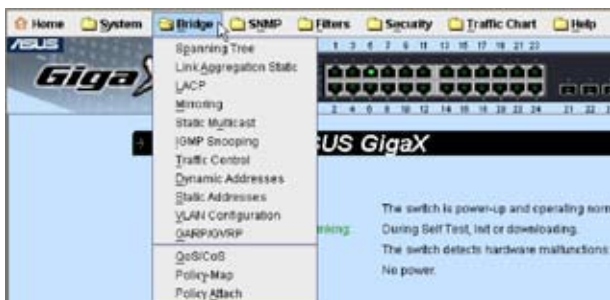 Home System Bridge SNMP Filters Security Traffic Chart Help
ASUS
GigaX
Spanning Tree
Link Aggregation Static
LACP
Mirroring
Static Multicast
IGMP Snooping
Traffic Control
Dynamic Addresses
Static Addresses
VLAN Configuration
GARP/GVRP
QoS/CoS
Policy-Map
Policy Attach
SUS GigaX
The switch is power-up and operating norm
During Self Test, Init or downloading.
The switch detects hardware malfunctions
No power.